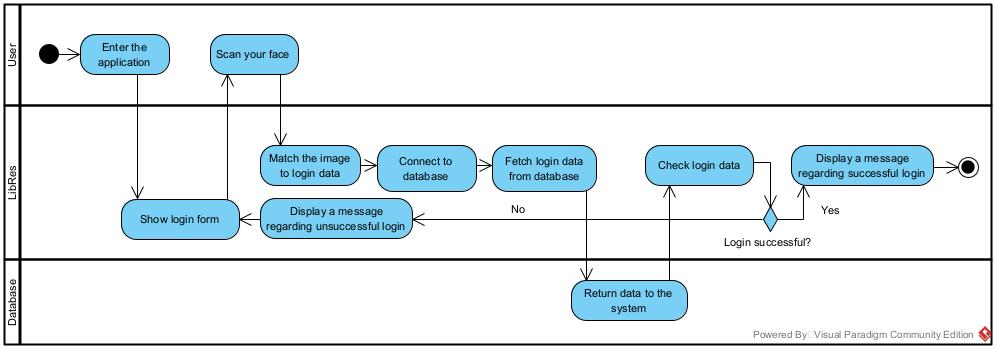 User
Enter the
application
Scan your face
LibRes
Match the image
to login data
Connect to
database
Fetch login data
from database
Check login data
Display a message
regarding successful login
Show login form
Display a message
regarding unsuccessful login
No
Yes
Login successful?
Database
Return data to the
system
Powered By Visual Paradigm Community Edition